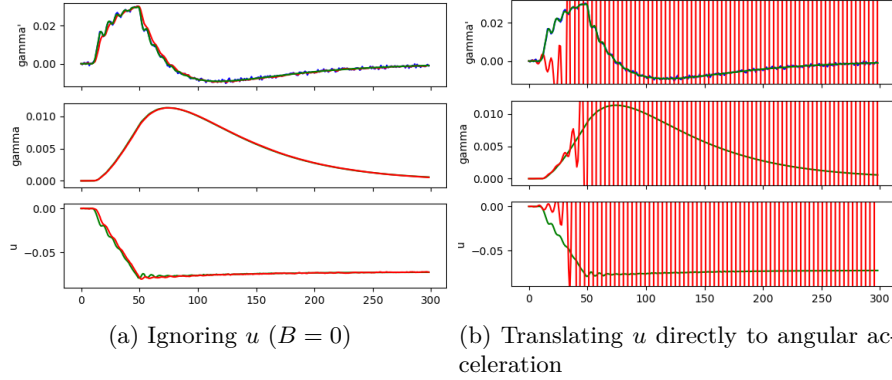 0.02
0.00
gamma'
0.010
0.005
0.000
gamma
0.00
−0.05
u
0 50 100 150 200 250 300
(a) Ignoring u (B = 0)
0.02
0.00
gamma'
0.010
0.005
0.000
gamma
0.00
−0.05
u
0 50 100 150 200 250 300
(b) Translating u directly to angular ac-
celeration